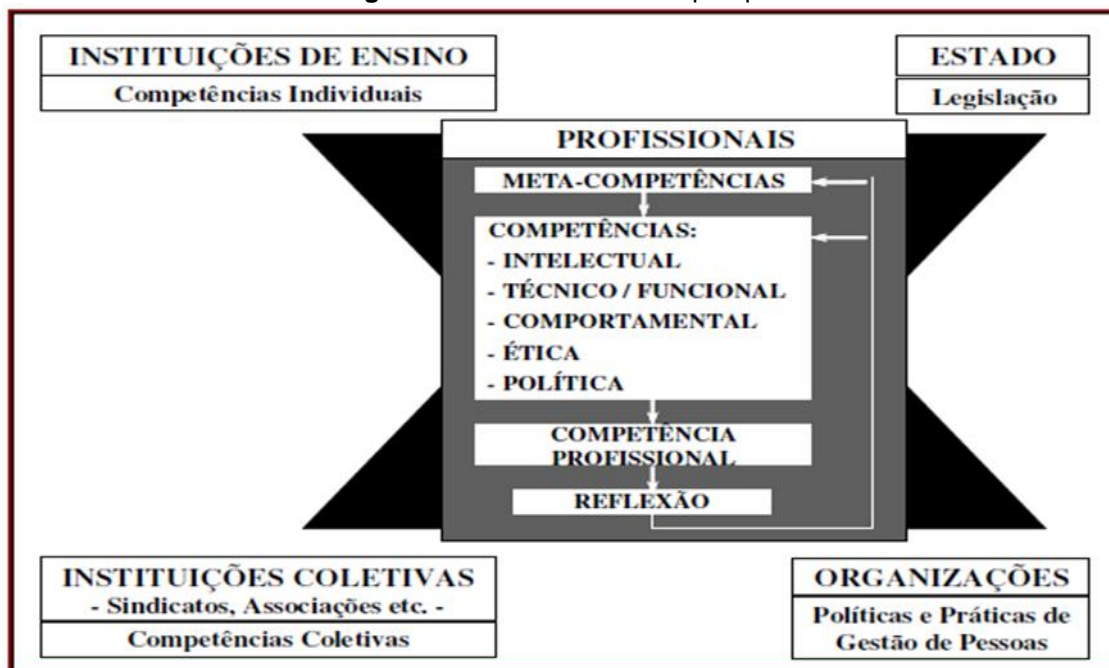 INSTITUIÇÕES DE ENSINO
Competências Individuais
ESTADO
Legislação
PROFISSIONAIS
META-COMPETÊNCIAS
COMPETÊNCIAS:
- INTELECTUAL
- TÉCNICO / FUNCIONAL
- COMPORTAMENTAL
- ÉTICA
- POLÍTICA
COMPETÊNCIA
PROFISSIONAL
REFLEXÃO
INSTITUIÇÕES COLETIVAS
- Sindicatos, Associações etc. -
Competências Coletivas
ORGANIZAÇÕES
Políticas e Práticas de
Gestão de Pessoas